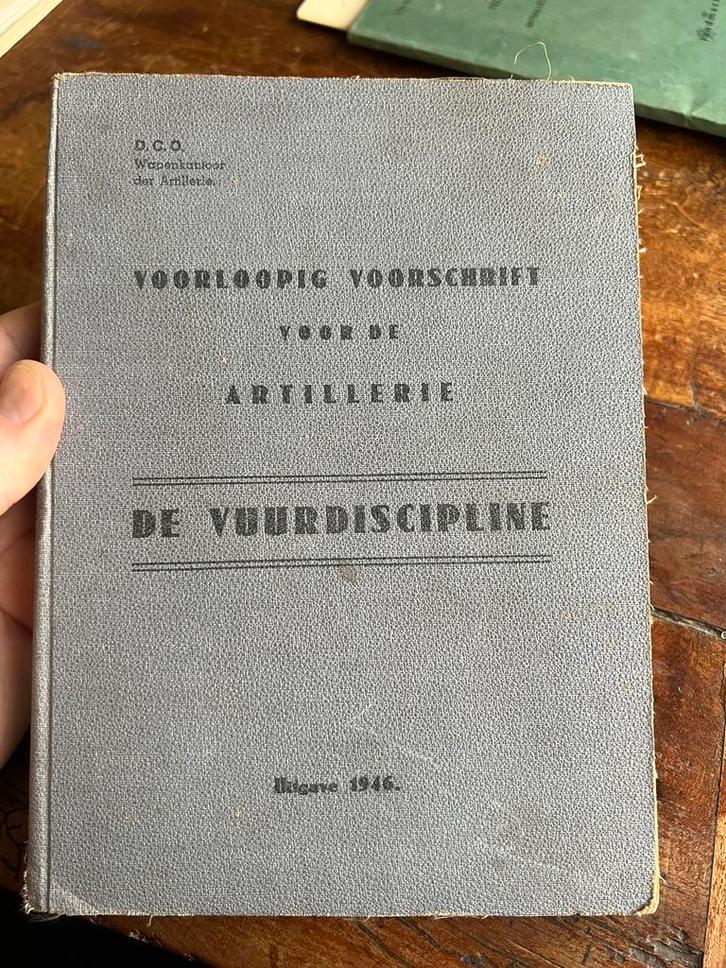 D.C.O.
Wapenkantoor
der Artillerie.
VOORLOOPIG VOORSCHRIFT
VOOR DE
ARTILLERIE
DE VUURDISCIPLINE
Uitgave 1946.